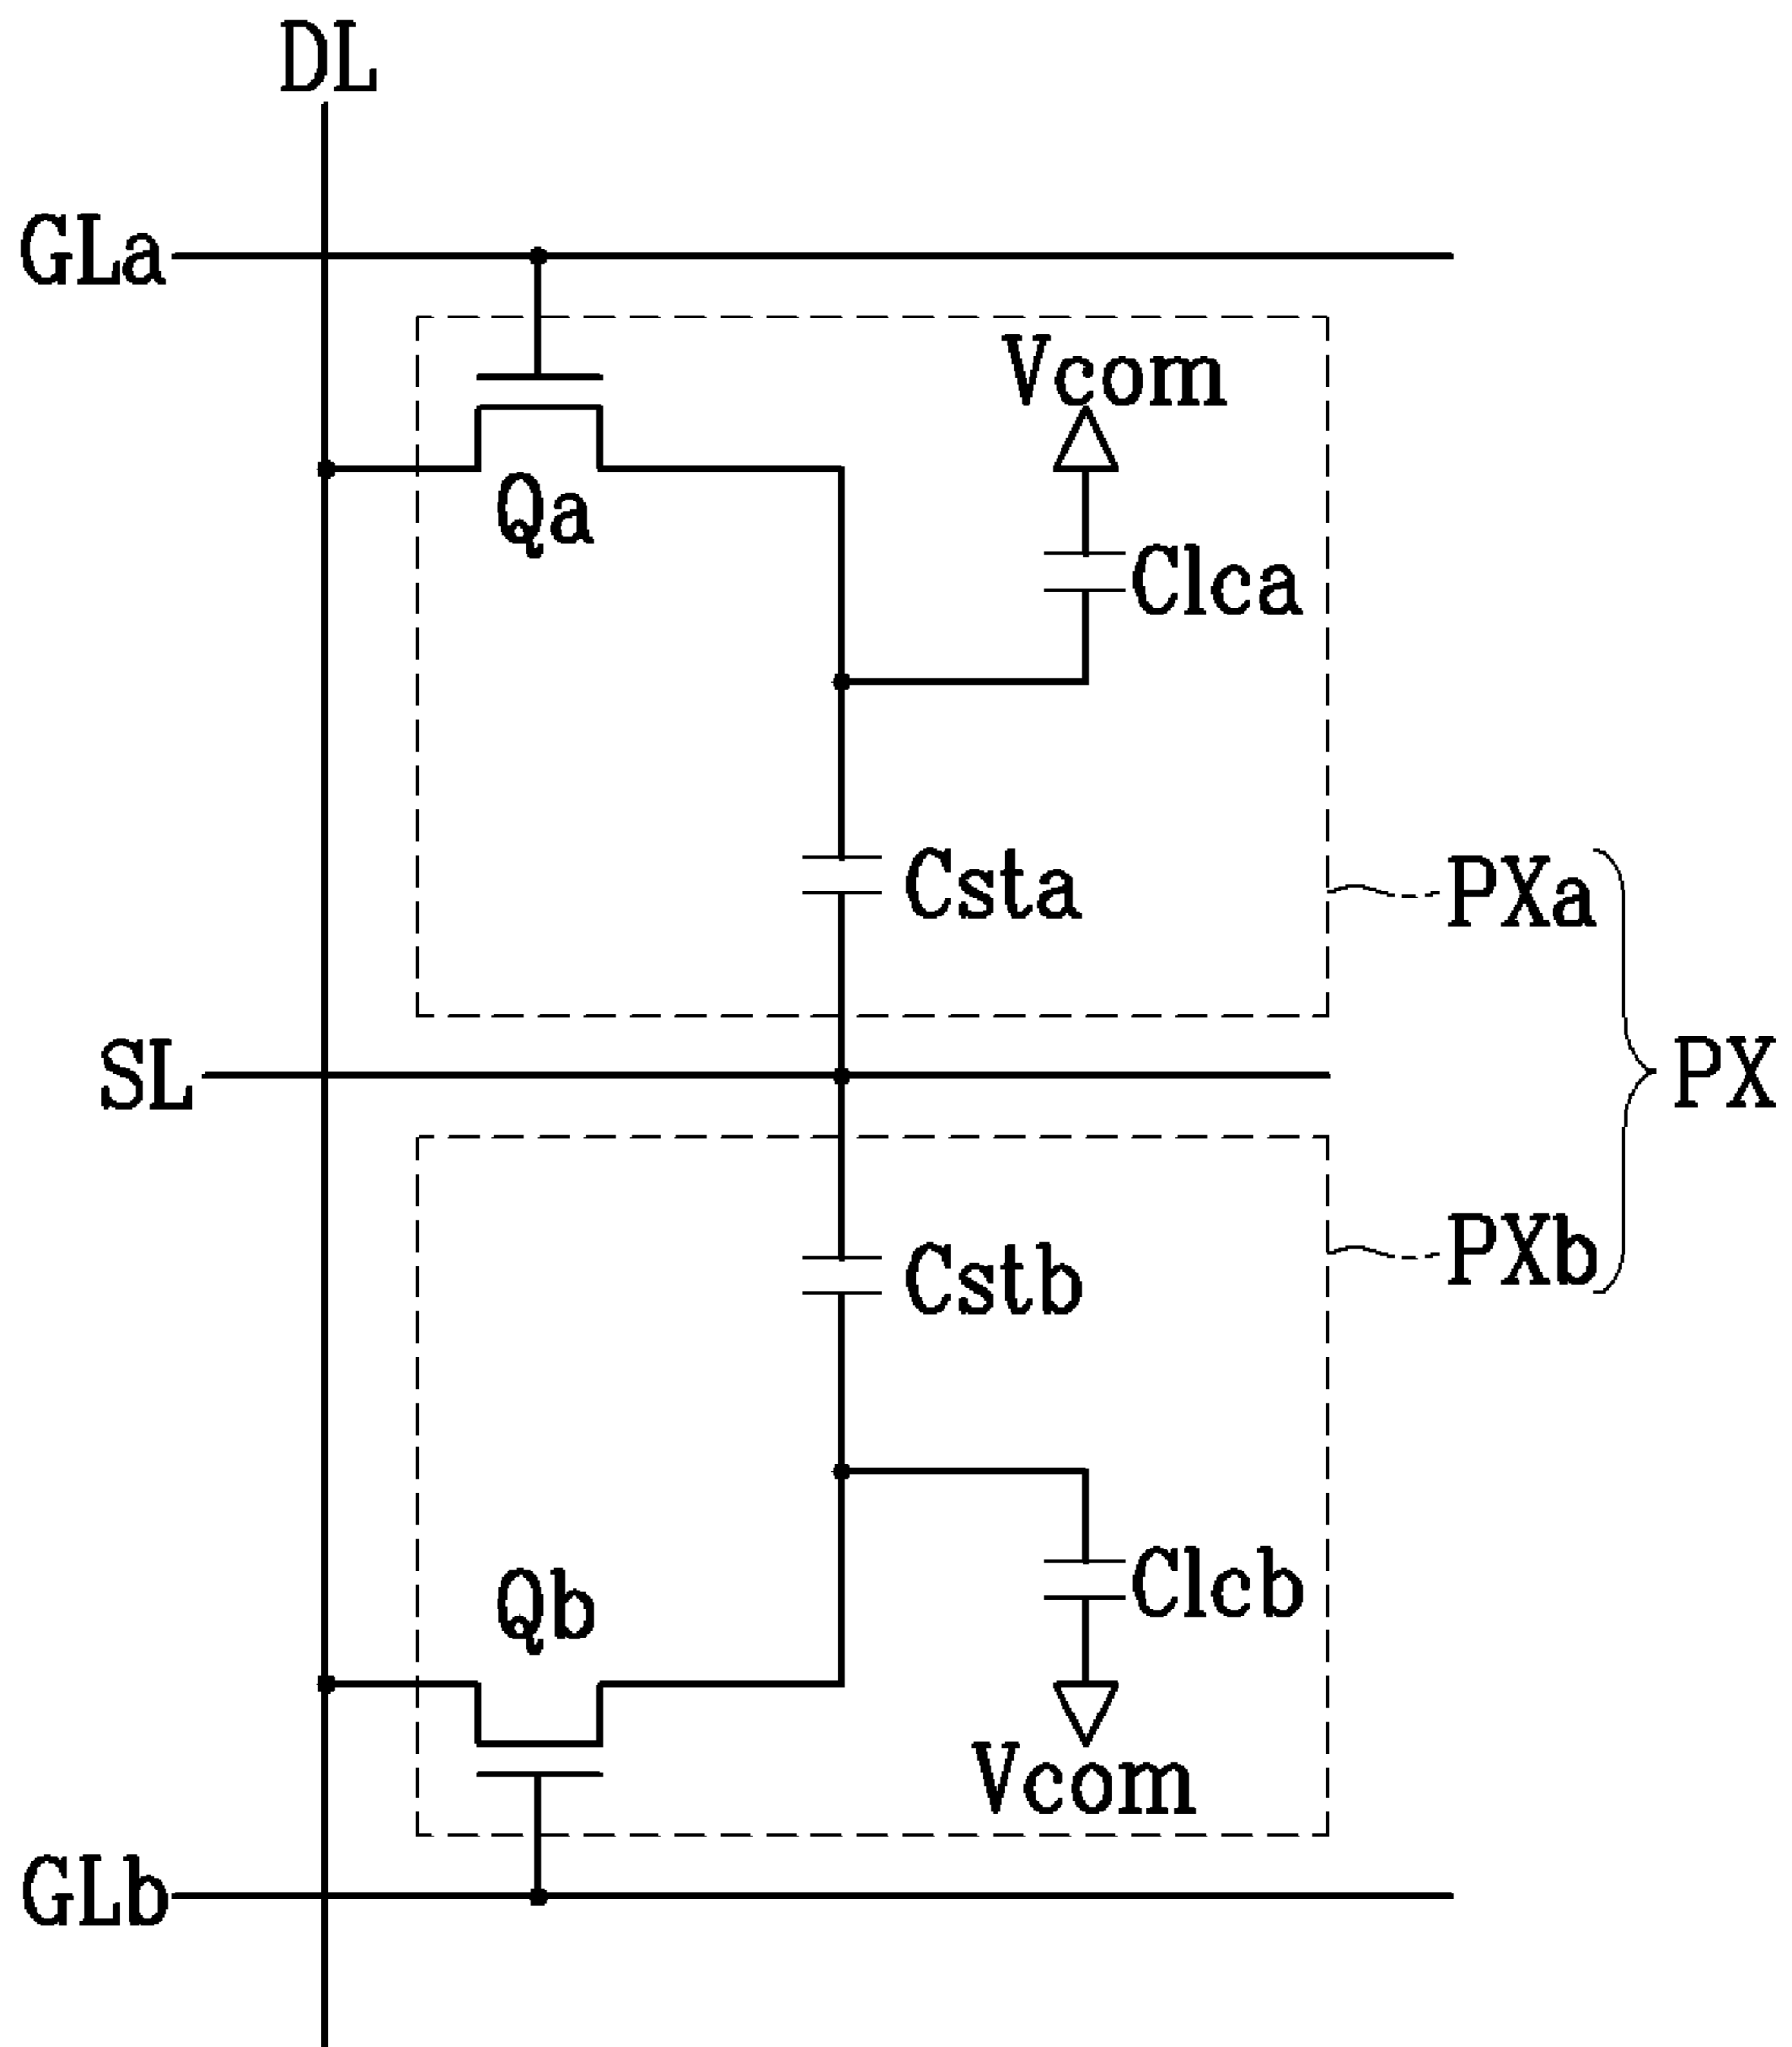 DL
GLa
Vcom
Qa
Clca
Csta
PXa
SL
PX
PXb
Cstb
Clcb
Qb
Vcom
GLb